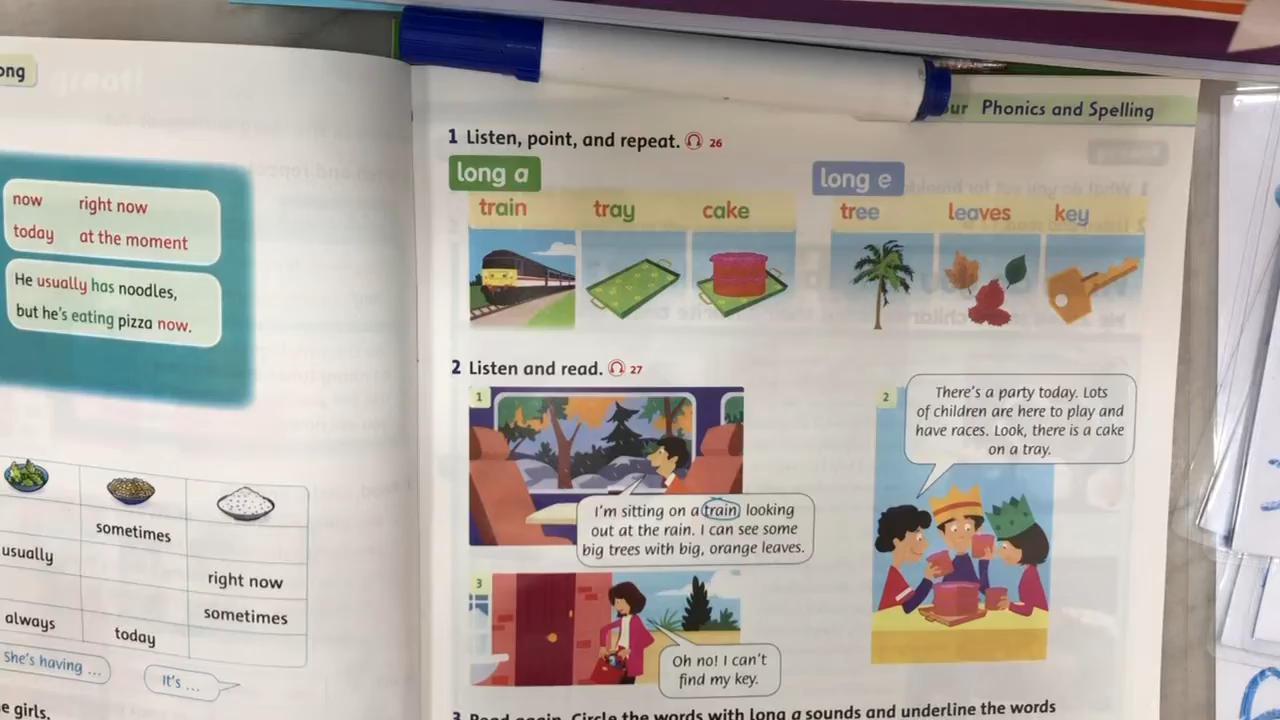 ong
now right now
today at the moment
He usually has noodles,
but he's eating pizza now.
sometimes
usually
right now
sometimes
always today
She's having ...
It's ...
e girls.
ur Phonics and Spelling
1 Listen, point, and repeat. 26
long a
train tray cake
long e
tree leaves key
2 Listen and read. 27
1
I'm sitting on a train looking
out at the rain. I can see some
big trees with big, orange leaves.
2
There's a party today. Lots
of children are here to play and
have races. Look, there is a cake
on a tray.
3
Oh no! I can't
find my key.
3 Read again. Circle the words with long a sounds and underline the words